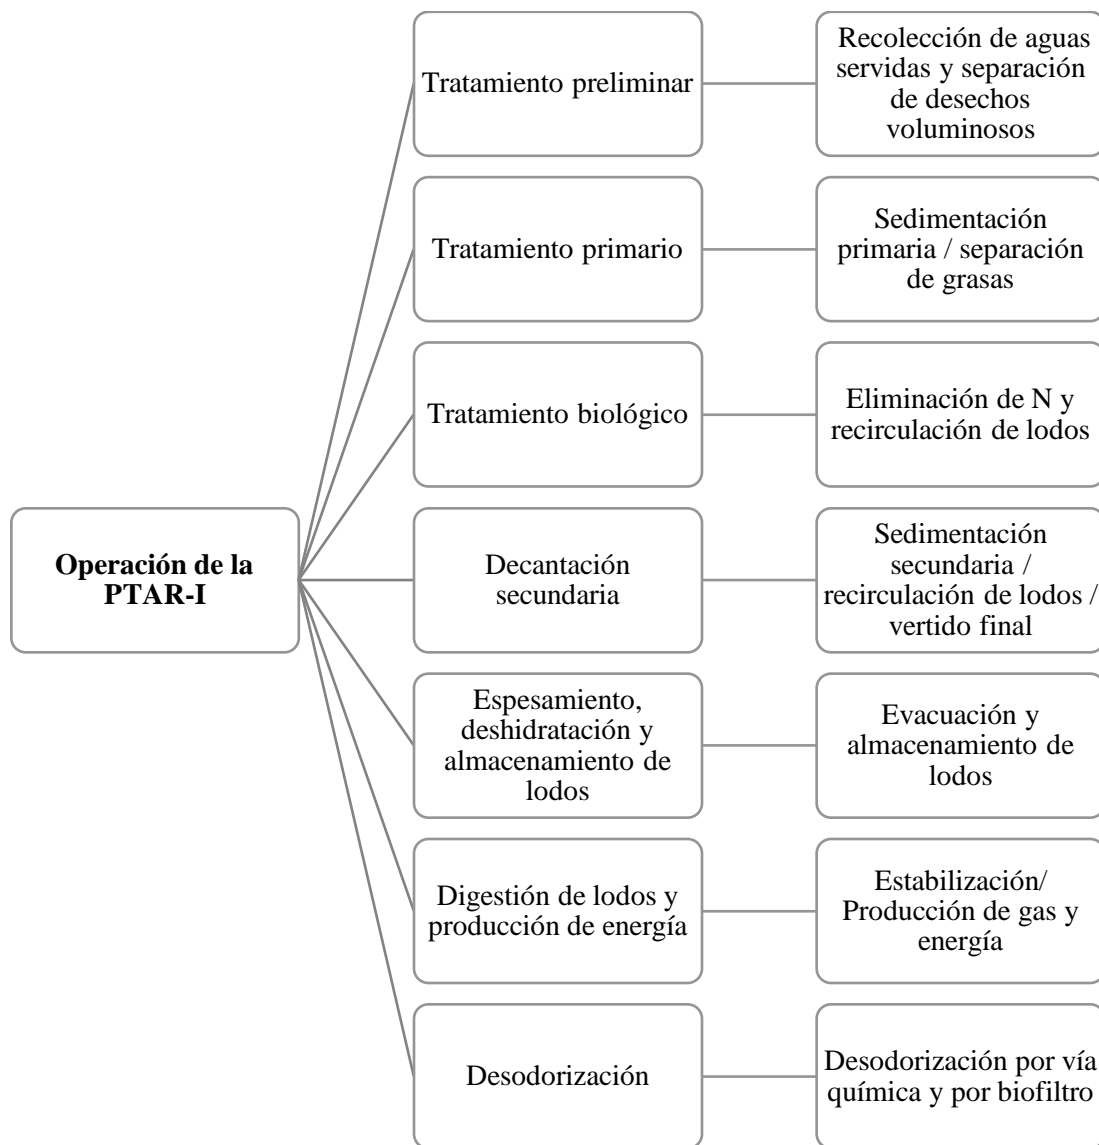 Operación de la
PTAR-I
Tratamiento preliminar
Recolección de aguas
servidas y separación
de desechos
voluminosos
Tratamiento primario
Sedimentación
primaria / separación
de grasas
Tratamiento biológico
Eliminación de N y
recirculación de lodos
Decantación
secundaria
Sedimentación
secundaria /
recirculación de lodos /
vertido final
Espesamiento,
deshidratación y
almacenamiento de
lodos
Evacuación y
almacenamiento de
lodos
Digestión de lodos y
producción de energía
Estabilización/
Producción de gas y
energía
Desodorización
Desodorización por vía
química y por biofiltro